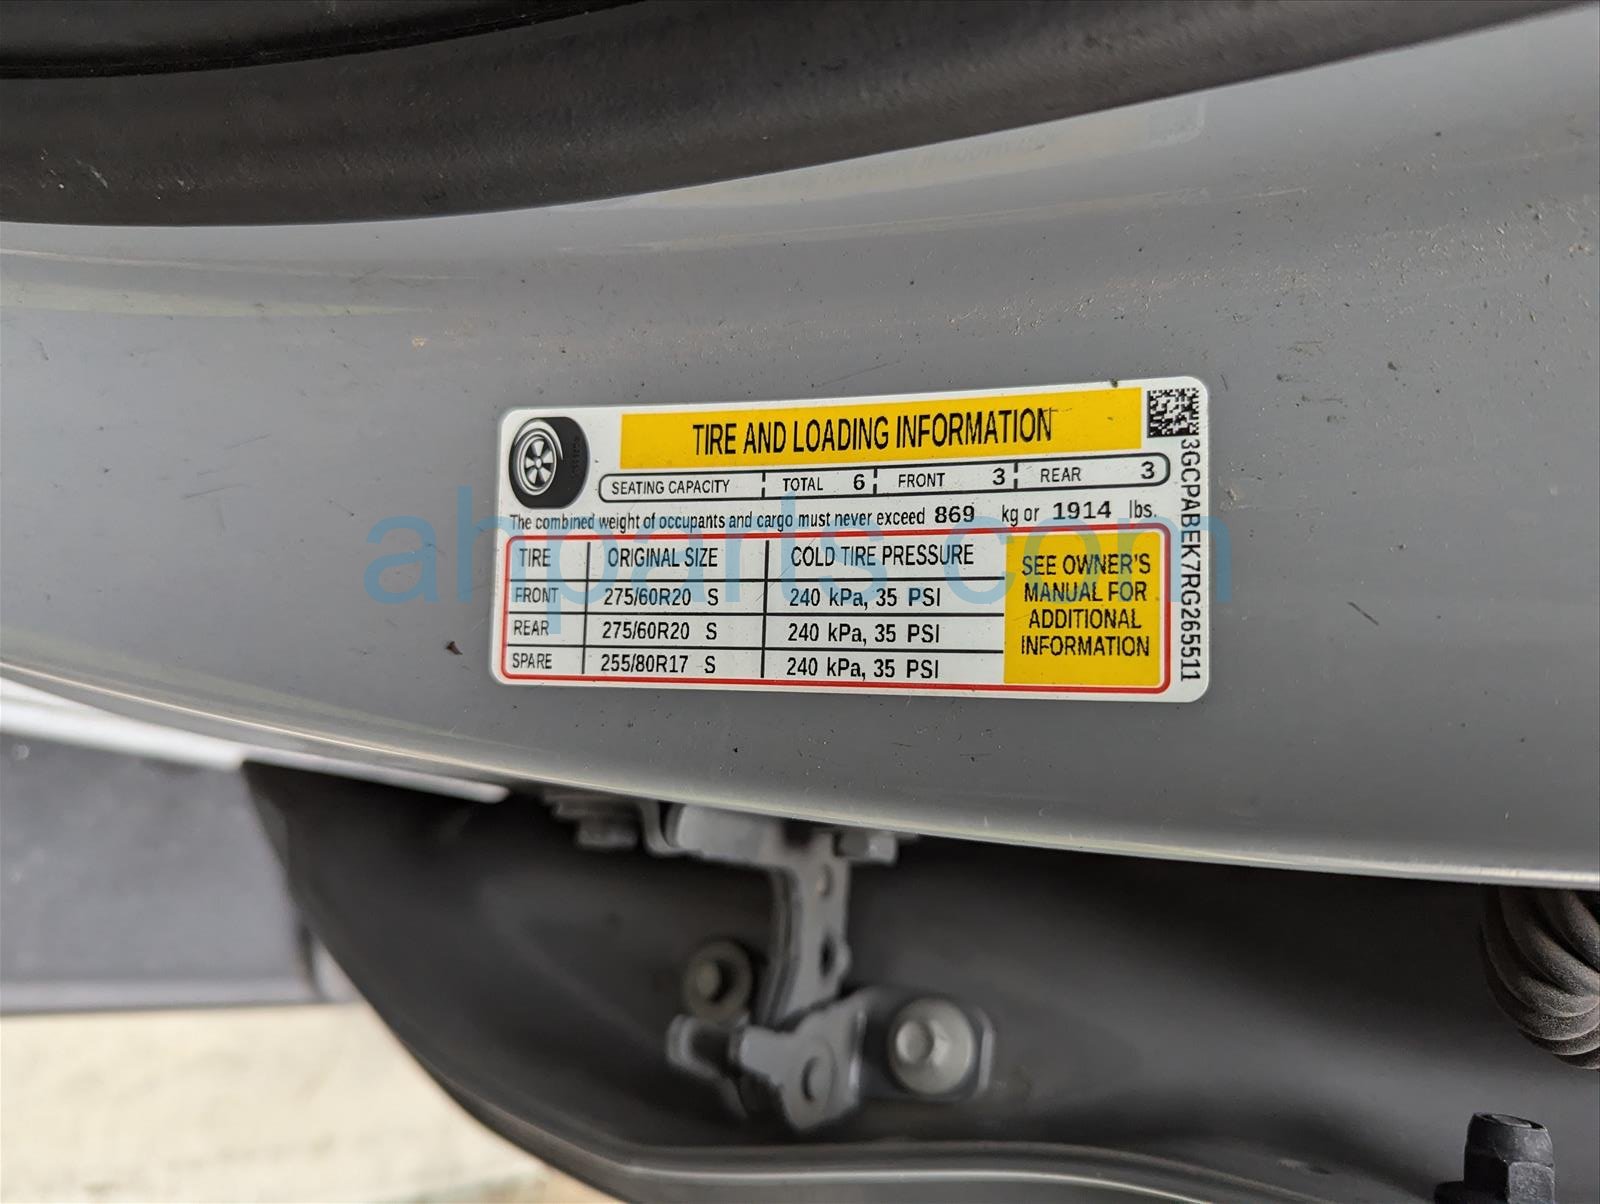 TIRE AND LOADING INFORMATION
SEATING CAPACITY TOTAL 6 FRONT 3 REAR 3
The combined weight of occupants and cargo must never exceed 869 kg or 1914 lbs.
TIRE ORIGINAL SIZE COLD TIRE PRESSURE
FRONT 275/60R20 S 240 kPa, 35 PSI
REAR 275/60R20 S 240 kPa, 35 PSI
SPARE 255/80R17 S 240 kPa, 35 PSI
SEE OWNER'S
MANUAL FOR
ADDITIONAL
INFORMATION
3GCPABEK7RG265511
ahparts.com